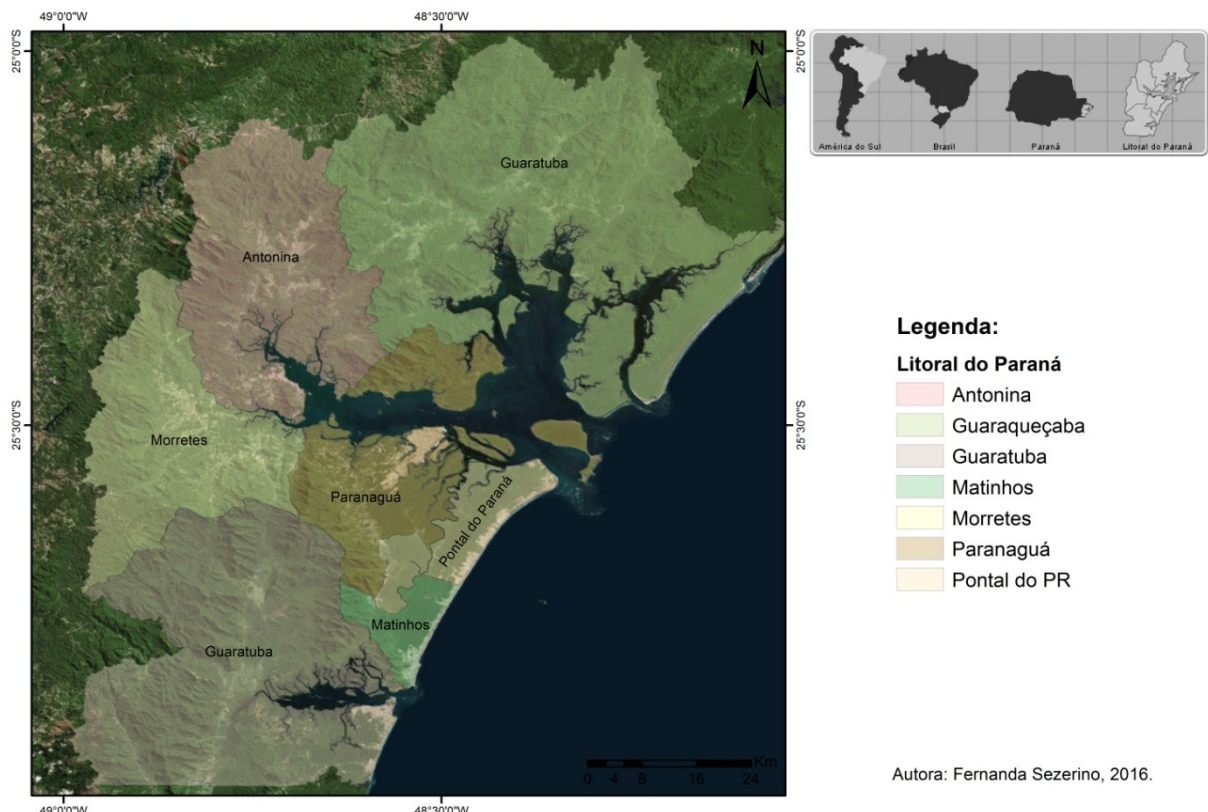 49°0'0"W
48°30'0"W
25°0'0"S
25°0'0"S
N
América do Sul
Brasil
Paraná
Litoral do Paraná
Guaratuba
Antonina
Legenda:
Litoral do Paraná
Antonina
Guaraqueçaba
Guaratuba
Matinhos
Morretes
Paranaguá
Pontal do PR
25°30'0"S
25°30'0"S
Morretes
Paranaguá
Pontal do Paraná
Matinhos
Guaratuba
Km
0 4 8 16 24
Autora: Fernanda Sezerino, 2016.
49°0'0"W
48°30'0"W